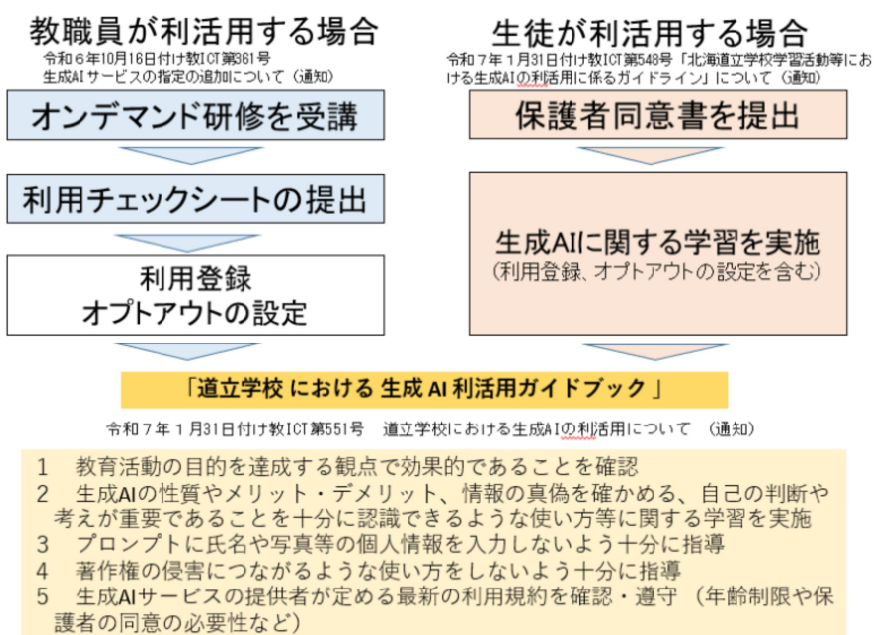 教職員が利活用する場合
令和6年10月16日付け教ICT第361号
生成AIサービスの指定の追加について（通知）
オンデマンド研修を受講
利用チェックシートの提出
利用登録
オプトアウトの設定
生徒が利活用する場合
令和7年1月31日付け教ICT第548号「北海道立学校学習活動等にお
ける生成AIの利活用に係るガイドライン」について（通知）
保護者同意書を提出
生成AIに関する学習を実施
（利用登録、オプトアウトの設定を含む）
「道立学校 における 生成 AI 利活用ガイドブック 」
令和7年1月31日付け教ICT第551号　道立学校における生成AIの利活用について　（通知）
1　教育活動の目的を達成する観点で効果的であることを確認
2　生成AIの性質やメリット・デメリット、情報の真偽を確かめる、自己の判断や
考えが重要であることを十分に認識できるような使い方等に関する学習を実施
3　プロンプトに氏名や写真等の個人情報を入力しないよう十分に指導
4　著作権の侵害につながるような使い方をしないよう十分に指導
5　生成AIサービスの提供者が定める最新の利用規約を確認・遵守　（年齢制限や保
護者の同意の必要性など）